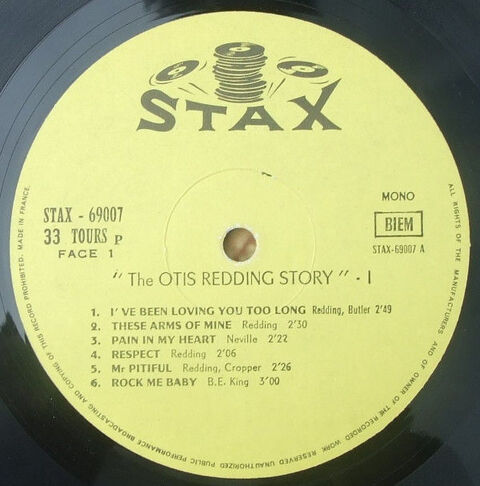 STAX
STAX - 69007
33 TOURS P
FACE 1
MONO
BIEM
STAX-69007 A
"The OTIS REDDING STORY" - I
1. I'VE BEEN LOVING YOU TOO LONG Redding, Butler 2'49
2. THESE ARMS OF MINE Redding 2'30
3. PAIN IN MY HEART Neville 2'22
4. RESPECT Redding 2'06
5. Mr PITIFUL Redding, Cropper 2'26
6. ROCK ME BABY B.E. King 3'00
ALL RIGHTS OF THE MANUFACTURERS AND OF OWNER OF THE RECORDED WORK RESERVED UNAUTHORIZED PUBLIC PERFORMANCE BROADCASTING AND COPYING OF THIS RECORD PROHIBITED - MADE IN FRANCE.